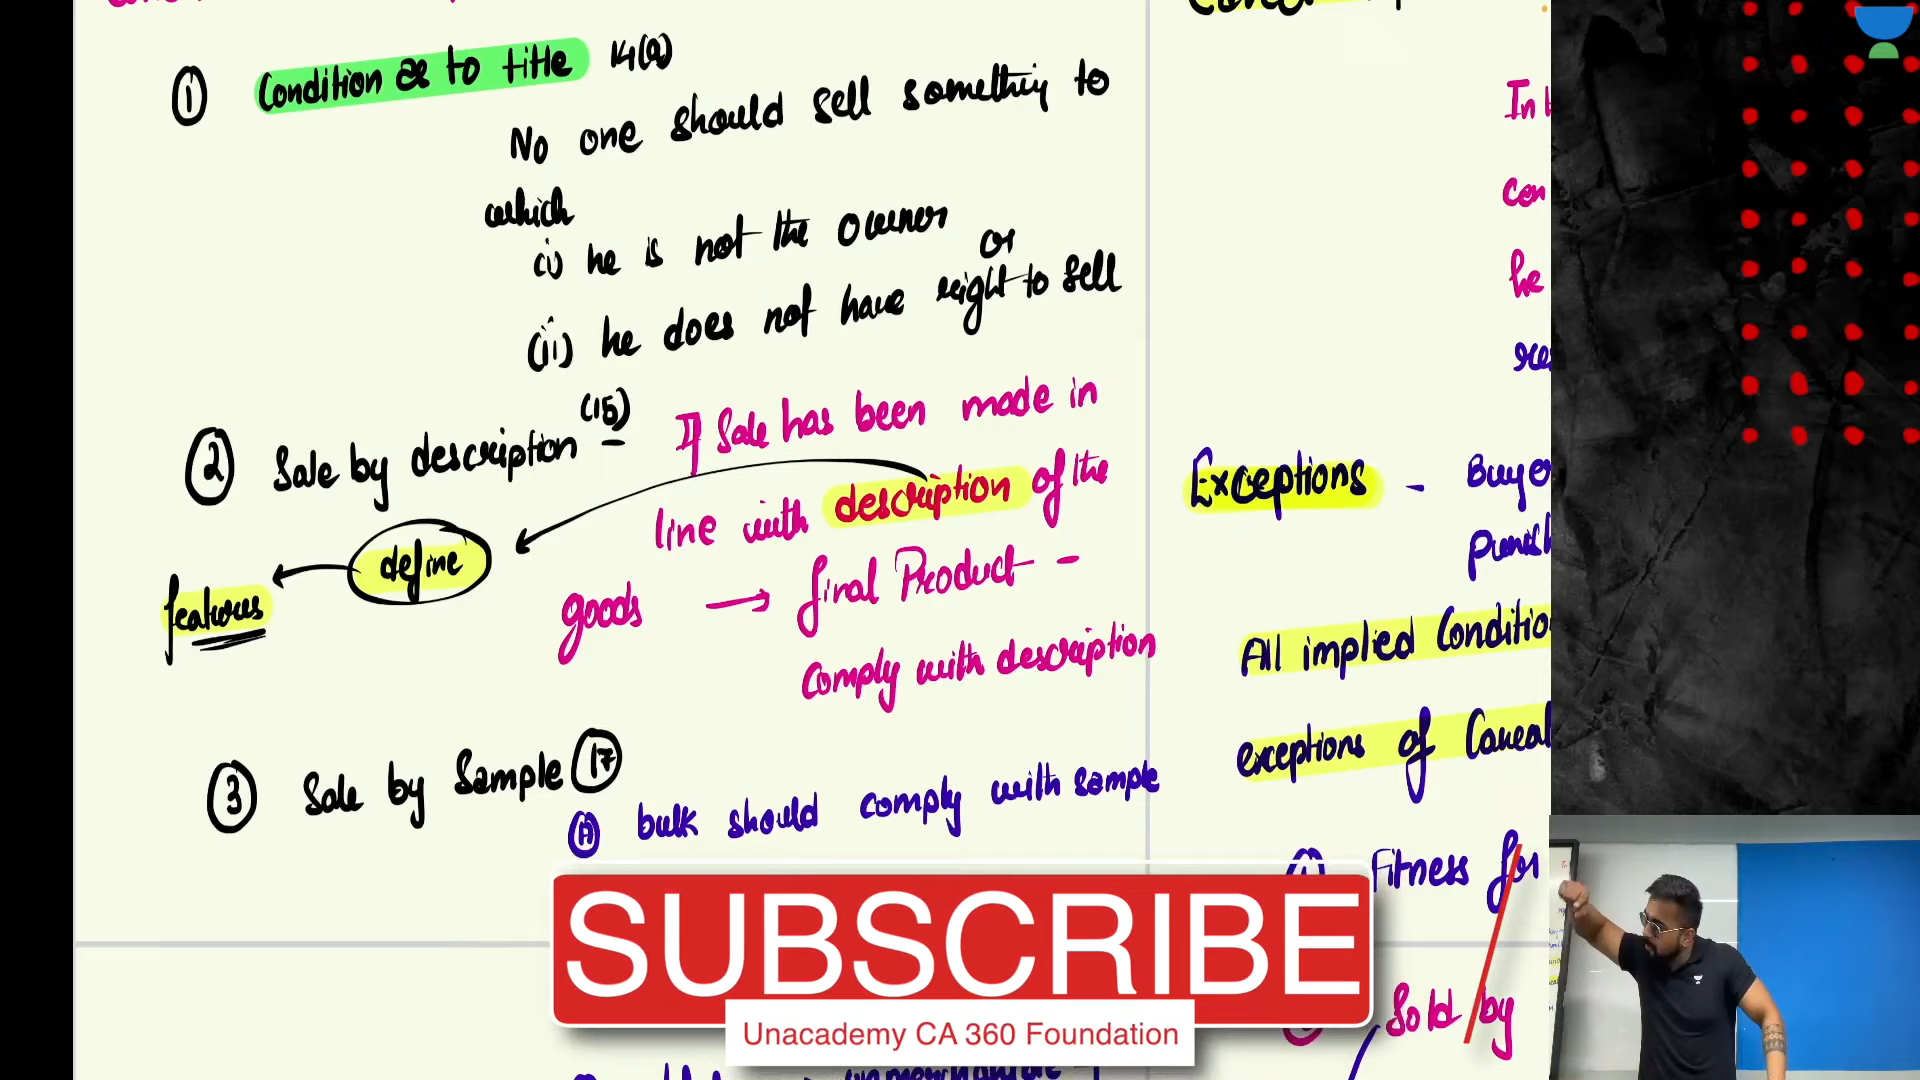 ① Condition as to title 14(a)
No one should sell something to
which
(i) he is not the owner
or
(ii) he does not have right to sell
② Sale by description (15)
If Sale has been made in
line with description of the
goods → final Product -
comply with description
define
features
③ Sale by Sample ⑰
Ⓐ bulk should comply with sample
he
Exceptions -
All implied
exceptions of
Fitness for
Sold by
SUBSCRIBE
Unacademy CA 360 Foundation